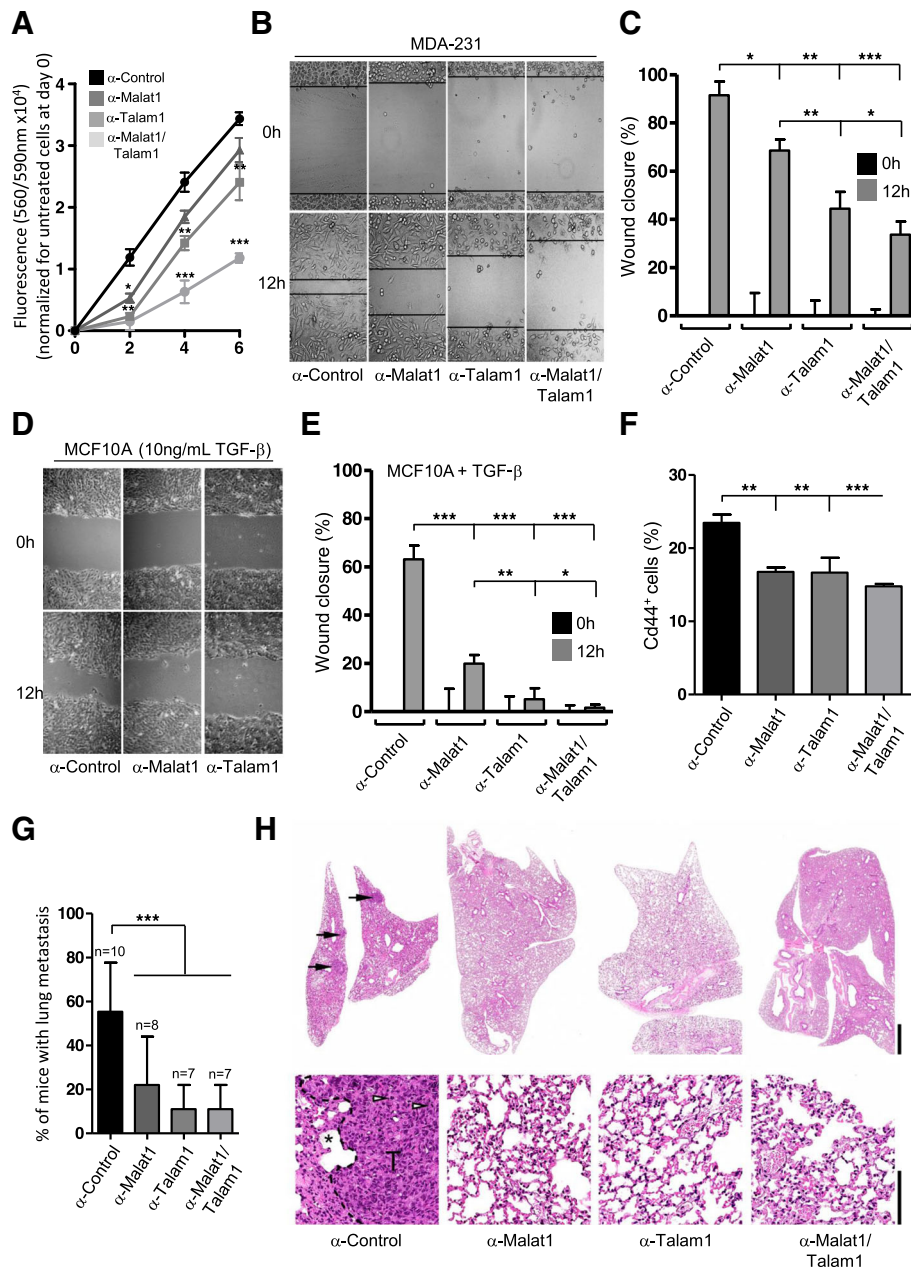 A
Fluorescence (560/590nm x10⁴)
(normalized for untreated cells at day 0)
4
3
2
1
0
0
2
4
6
α-Control
α-Malat1
α-Talam1
α-Malat1/
Talam1
*
**
**
***
**
***
B
MDA-231
0h
12h
α-Control
α-Malat1
α-Talam1
α-Malat1/
Talam1
C
Wound closure (%)
100
80
60
40
20
0
*
**
***
**
*
0h
12h
α-Control
α-Malat1
α-Talam1
α-Malat1/
Talam1
D
MCF10A (10ng/mL TGF-β)
0h
12h
α-Control
α-Malat1
α-Talam1
E
MCF10A + TGF-β
Wound closure (%)
100
80
60
40
20
0
***
***
***
**
*
0h
12h
α-Control
α-Malat1
α-Talam1
α-Malat1/
Talam1
F
Cd44⁺ cells (%)
30
20
10
0
**
**
***
α-Control
α-Malat1
α-Talam1
α-Malat1/
Talam1
G
% of mice with lung metastasis
100
80
60
40
20
0
***
n=10
n=8
n=7
n=7
α-Control
α-Malat1
α-Talam1
α-Malat1/
Talam1
H
*
T
α-Control
α-Malat1
α-Talam1
α-Malat1/
Talam1